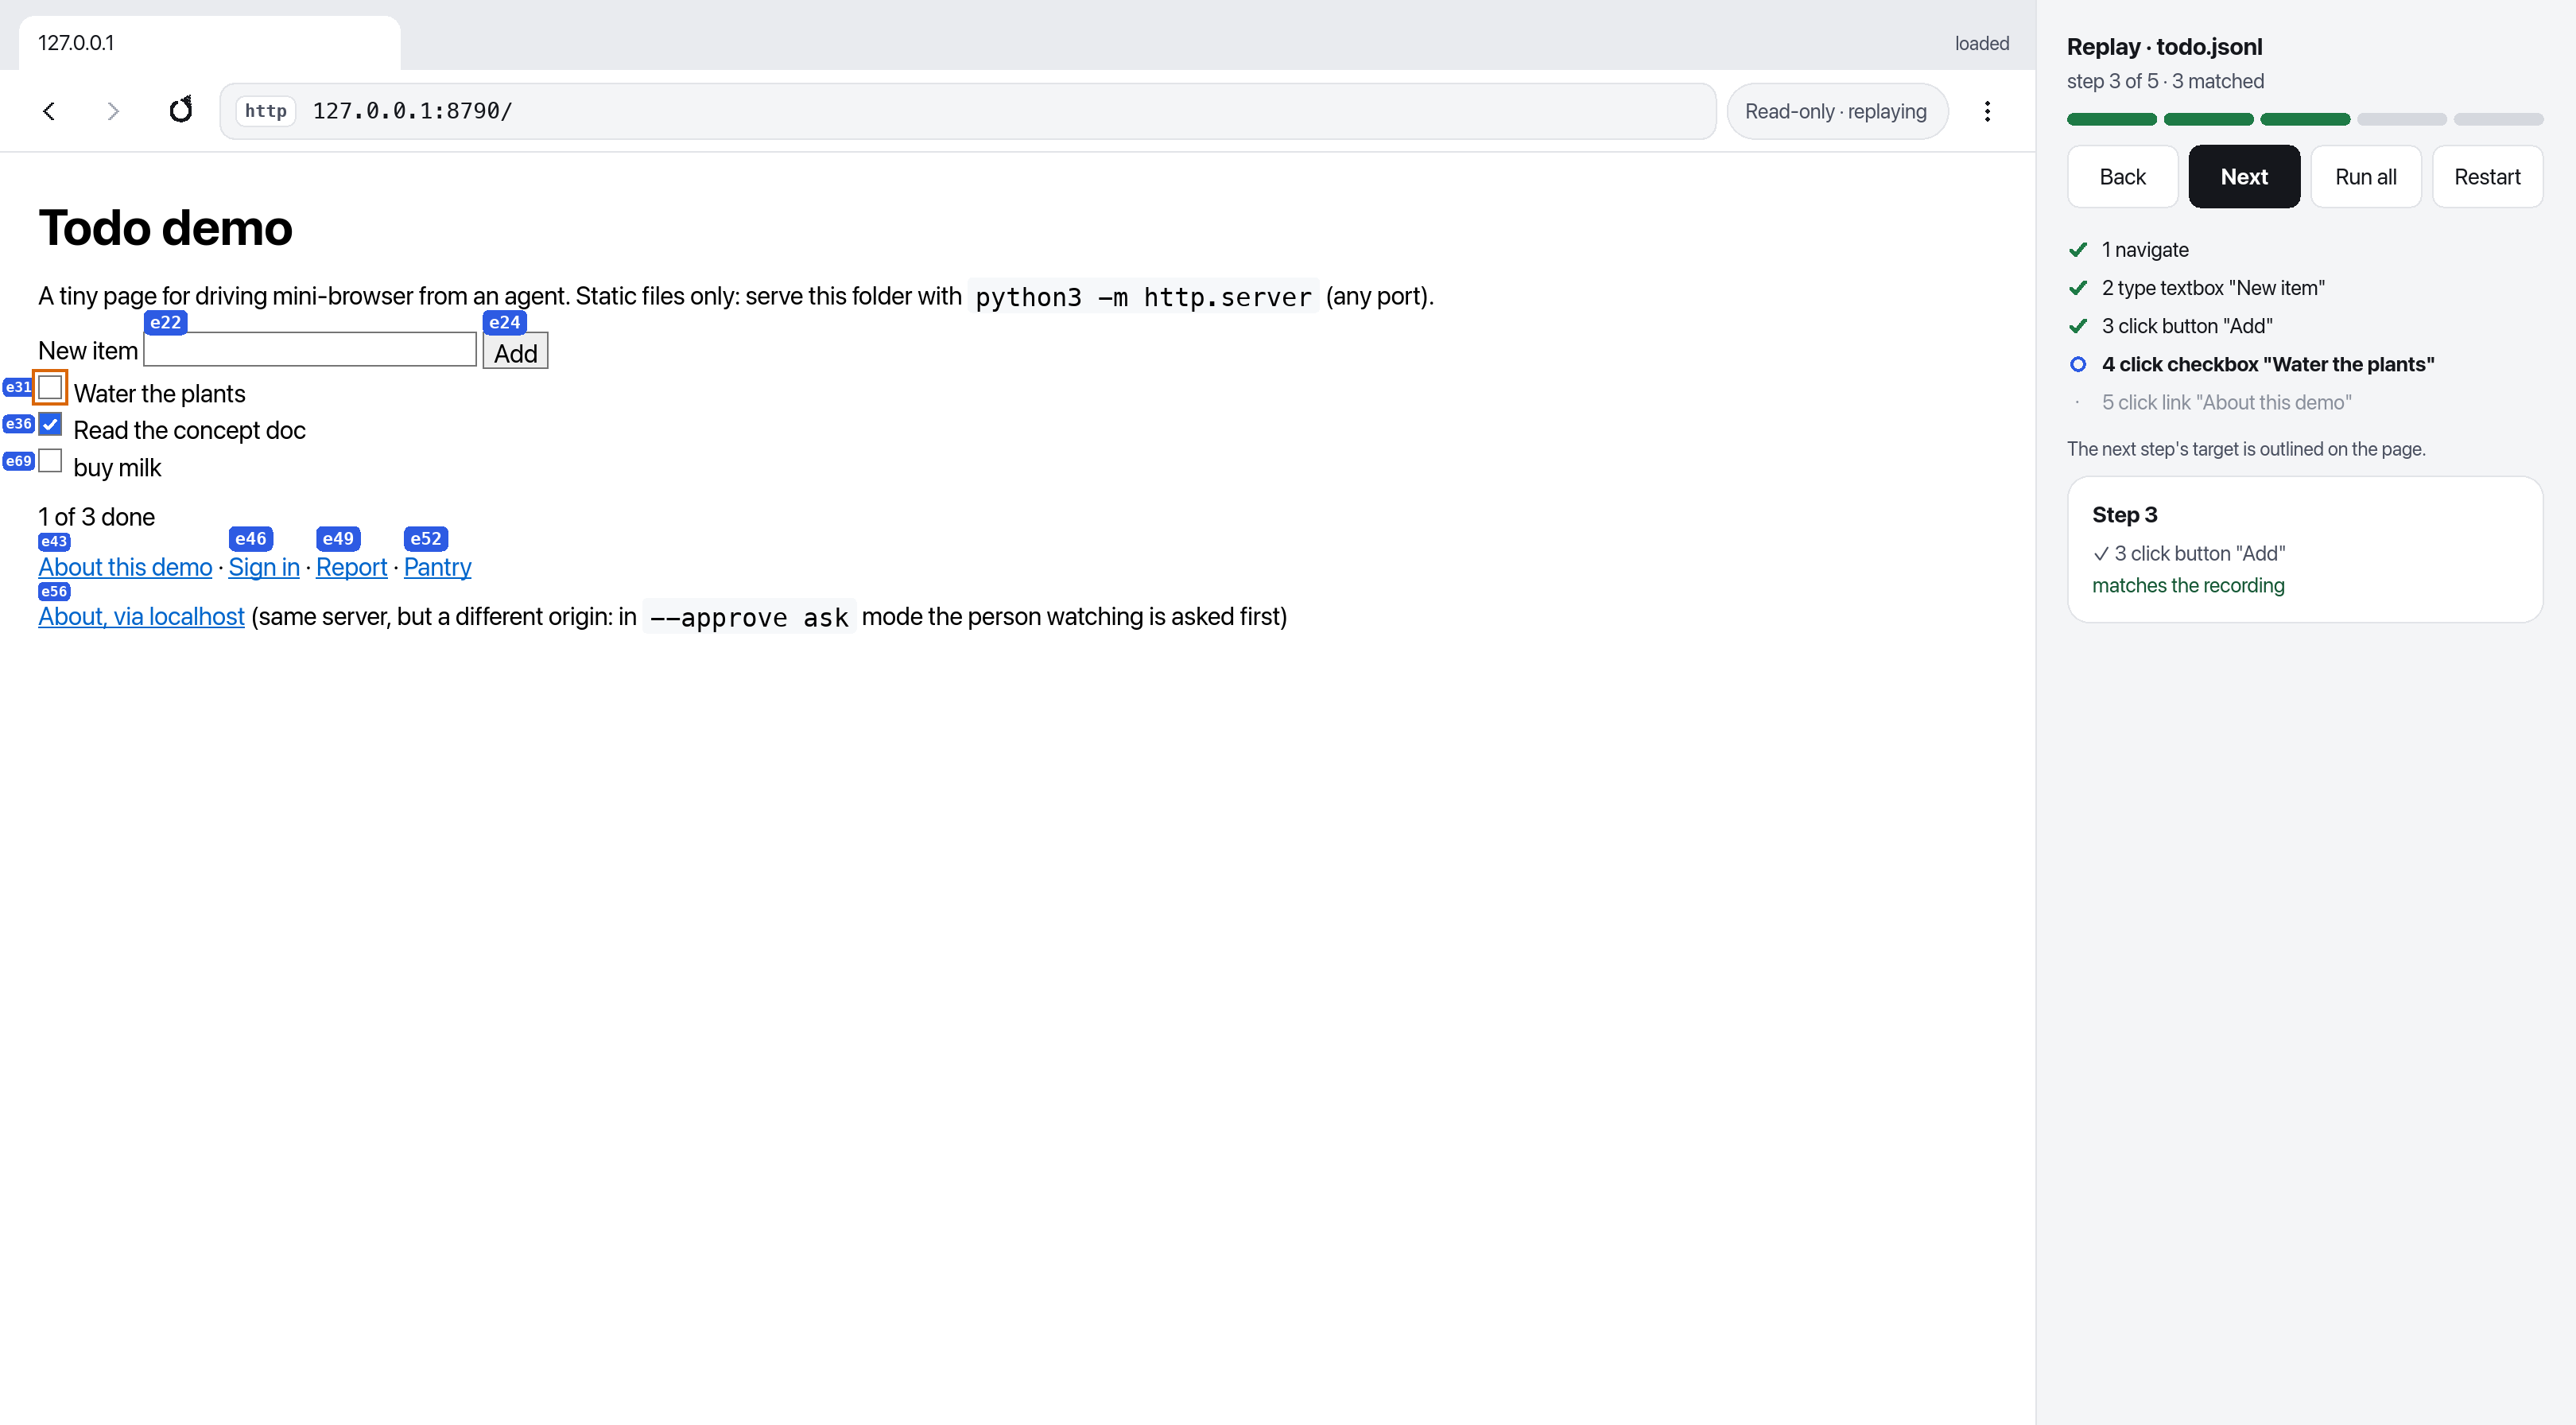 127.0.0.1
loaded
http 127.0.0.1:8790/
Read-only · replaying
Todo demo
A tiny page for driving mini-browser from an agent. Static files only: serve this folder with python3 -m http.server (any port).
e22 e24
New item Add
e31 Water the plants
e36 Read the concept doc
e69 buy milk
1 of 3 done
e43 e46 e49 e52
About this demo · Sign in · Report · Pantry
e56
About, via localhost (same server, but a different origin: in --approve ask mode the person watching is asked first)
Replay · todo.jsonl
step 3 of 5 · 3 matched
Back Next Run all Restart
1 navigate
2 type textbox "New item"
3 click button "Add"
4 click checkbox "Water the plants"
· 5 click link "About this demo"
The next step's target is outlined on the page.
Step 3
✓ 3 click button "Add"
matches the recording